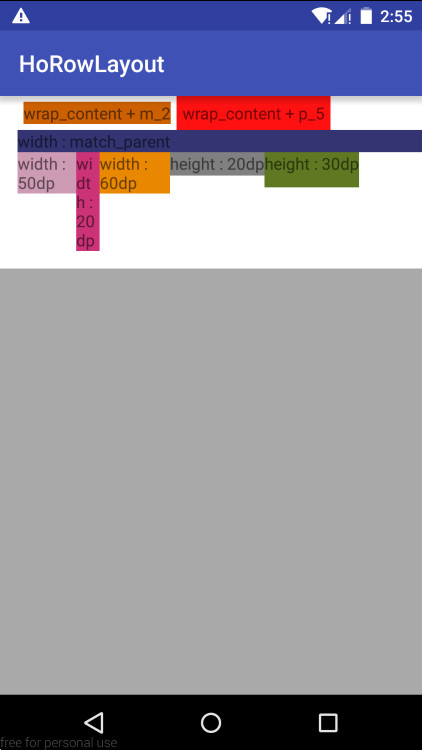 2:55
HoRowLayout
wrap_content + m_2 wrap_content + p_5
width : match_parent
width : 50dp
width : 20dp
width : 60dp
height : 20dp
height : 30dp
free for personal use